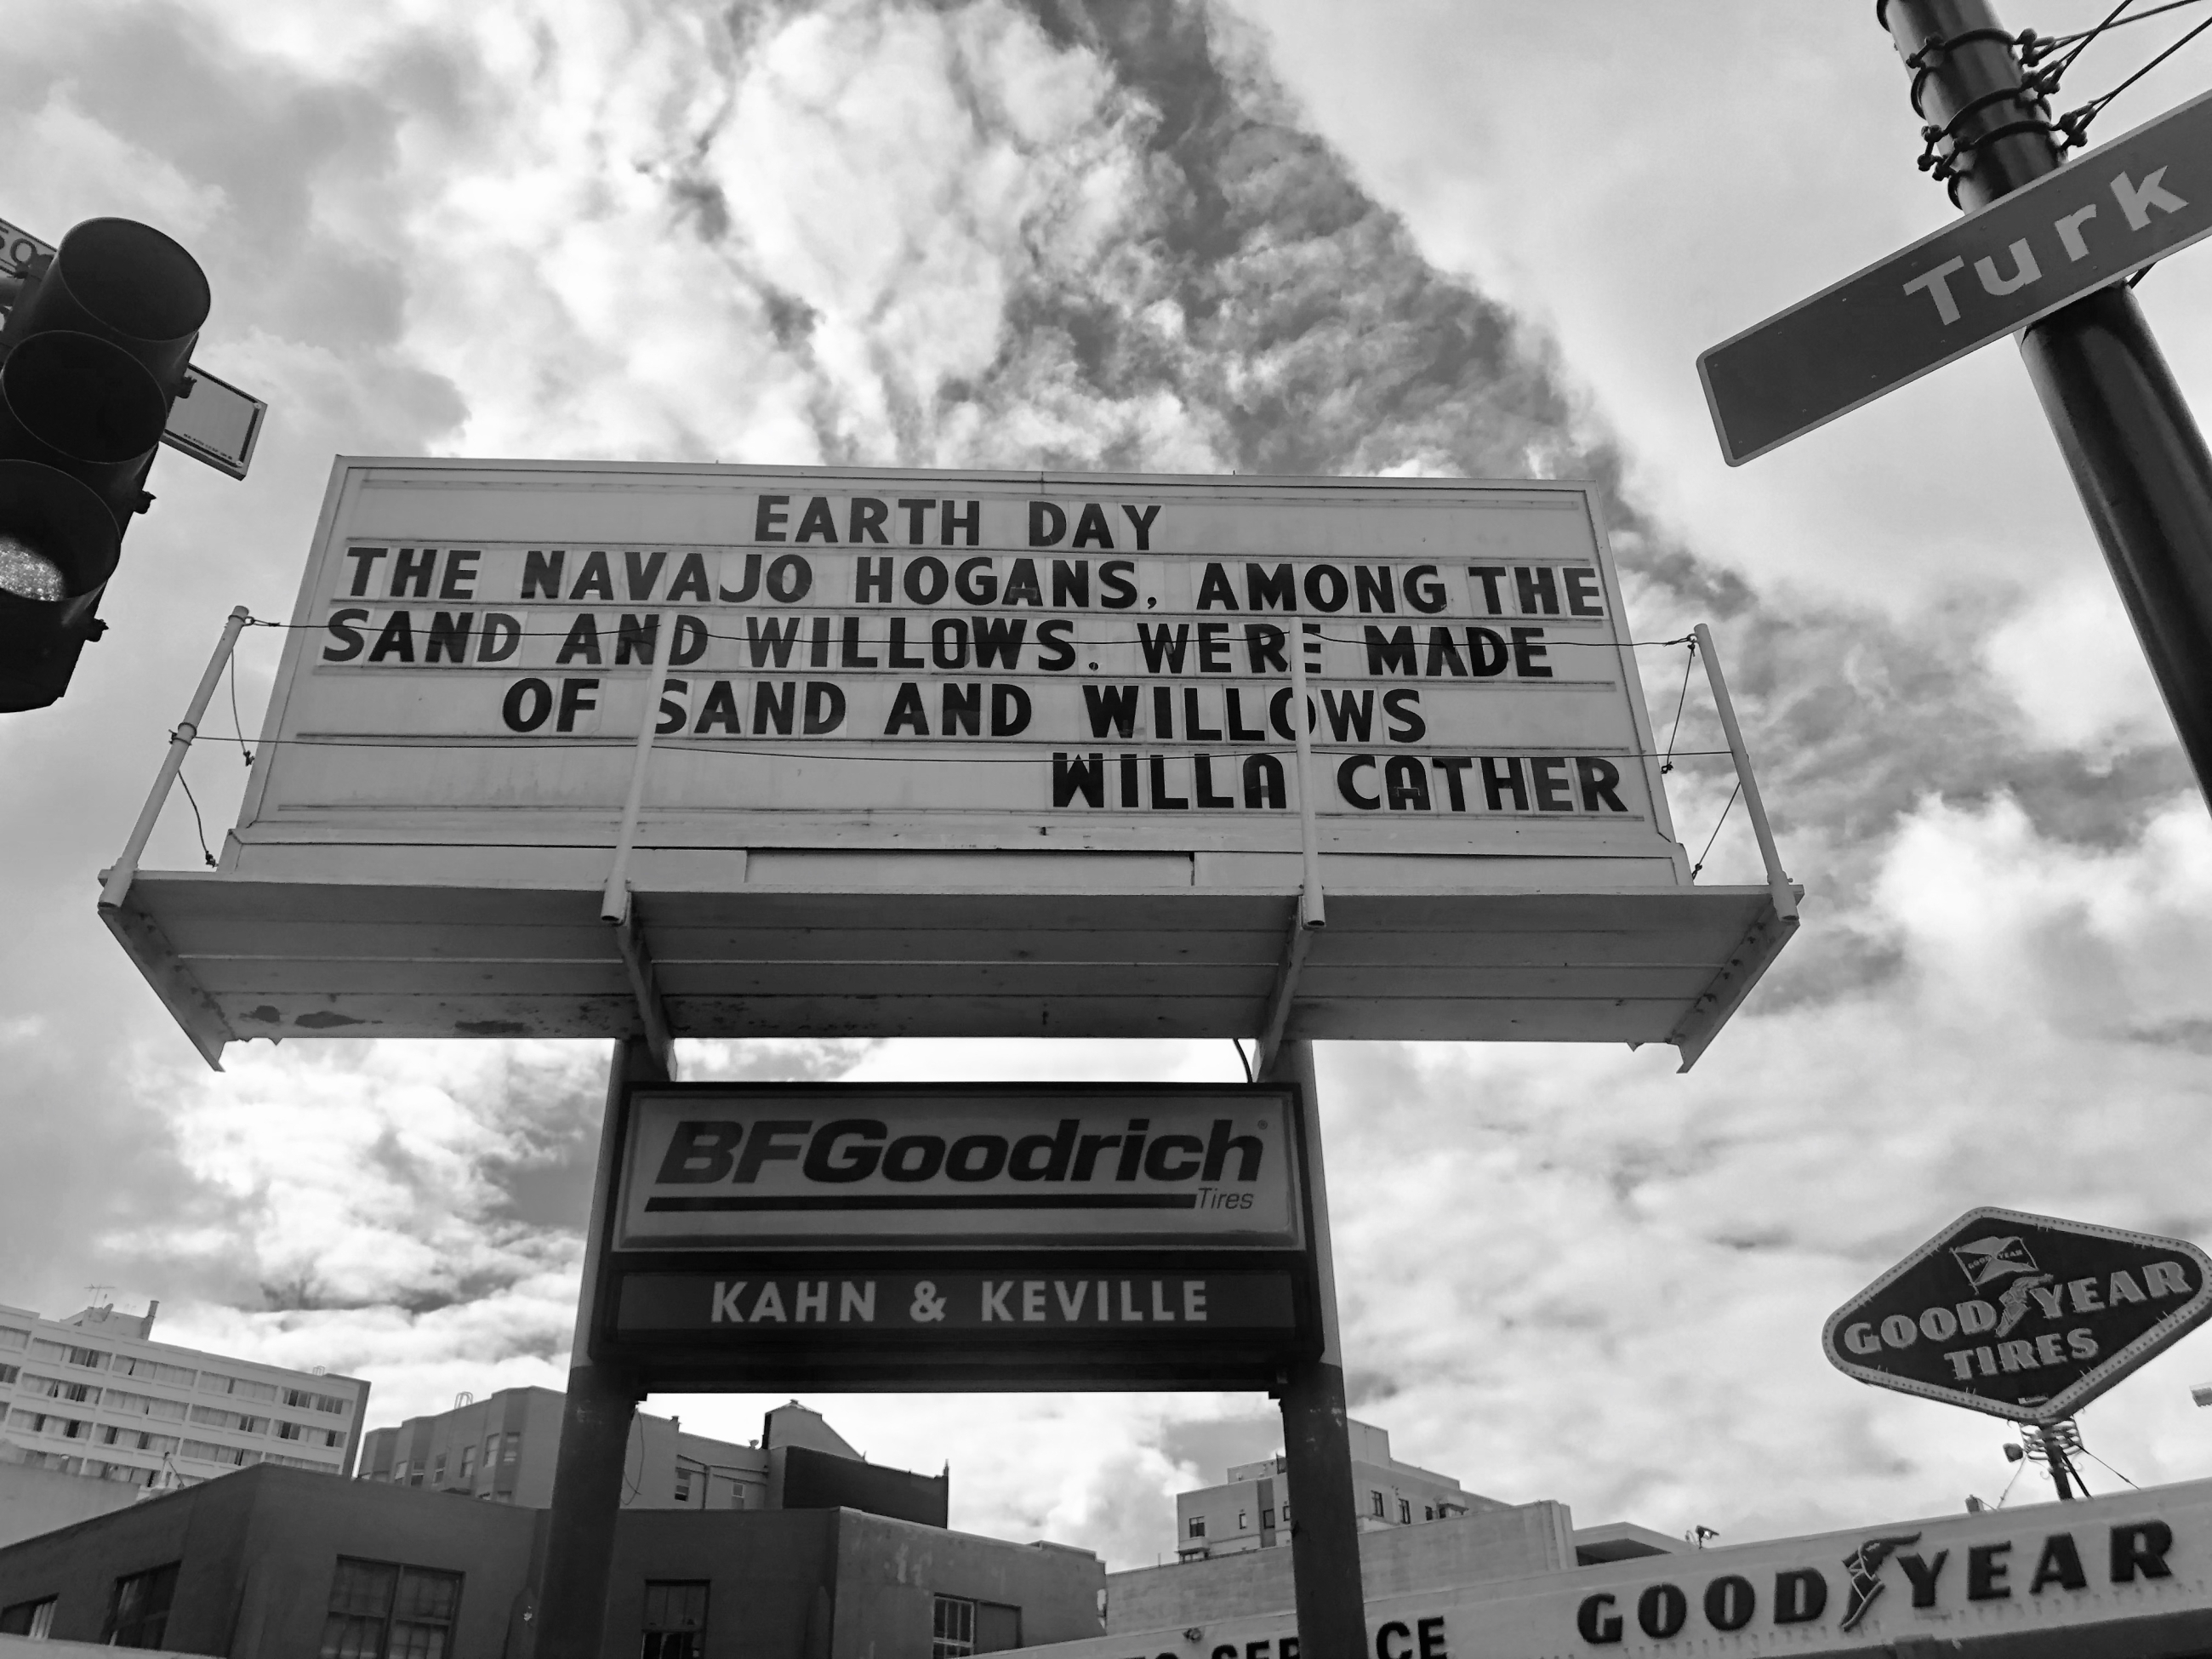 EARTH DAY
THE NAVAJO HOGANS, AMONG THE
SAND AND WILLOWS. WERE MADE
OF SAND AND WILLOWS
WILLA CATHER
Turk
BFGoodrich®
Tires
KAHN & KEVILLE
GOODYEAR
GOODYEAR
TIRES
GOODYEAR